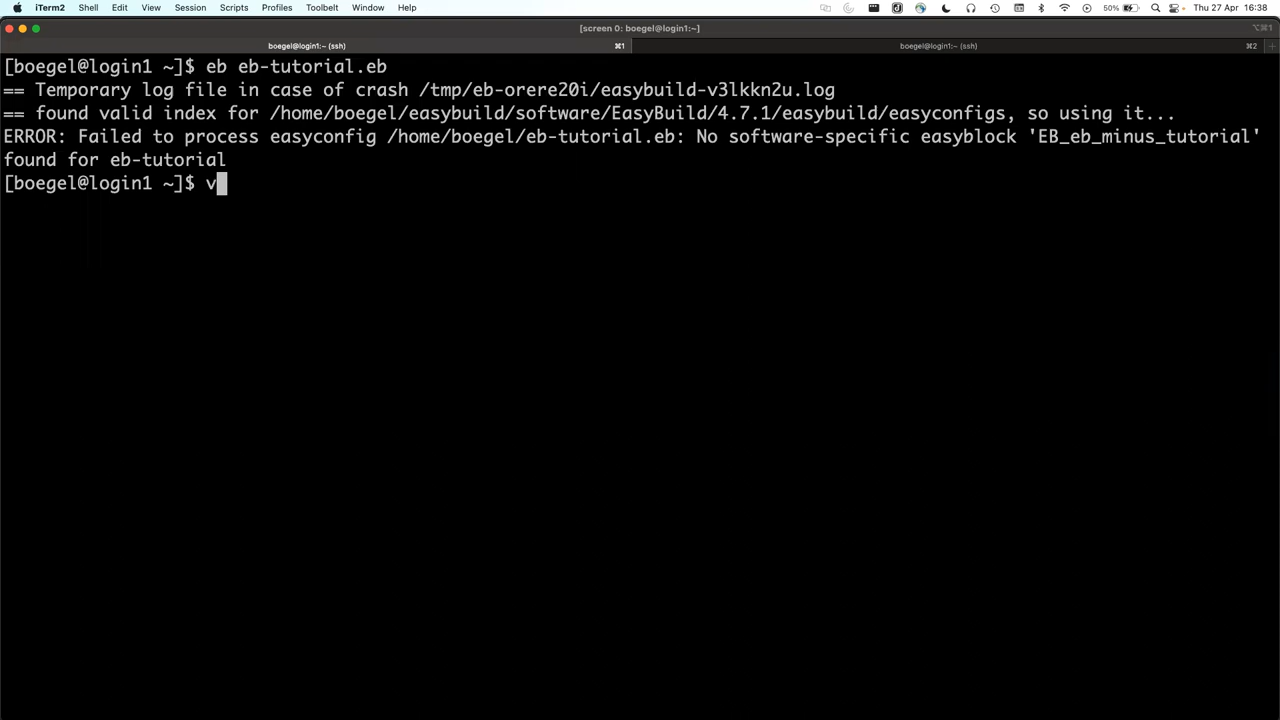 iTerm2 Shell Edit View Session Scripts Profiles Toolbelt Window Help 50% Thu 27 Apr 16:38
[screen 0: boegel@login1:~] ⌥⌘1
boegel@login1:~ (ssh) ⌘1 boegel@login1:~ (ssh) ⌘2
[boegel@login1 ~]$ eb eb-tutorial.eb
== Temporary log file in case of crash /tmp/eb-orere20i/easybuild-v3lkkn2u.log
== found valid index for /home/boegel/easybuild/software/EasyBuild/4.7.1/easybuild/easyconfigs, so using it...
ERROR: Failed to process easyconfig /home/boegel/eb-tutorial.eb: No software-specific easyblock 'EB_eb_minus_tutorial'
found for eb-tutorial
[boegel@login1 ~]$ v